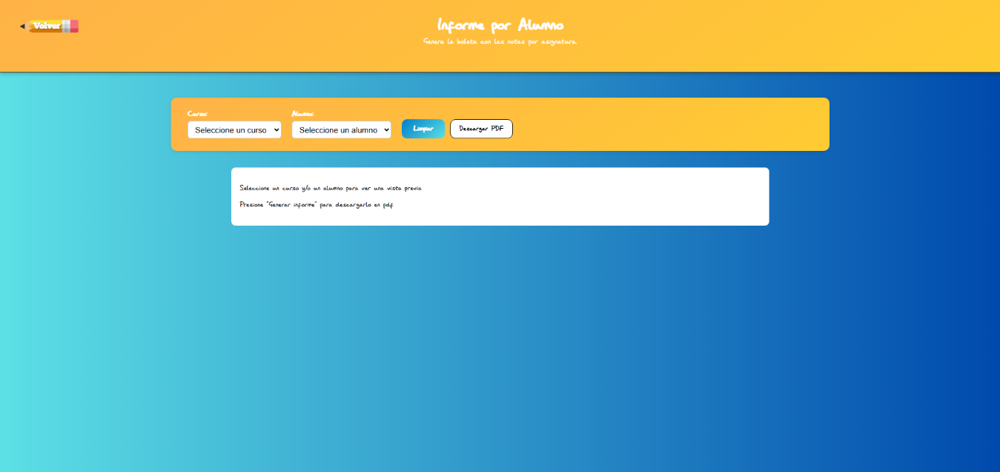 Volver
Informe por Alumno
Genera la boleta con las notas por asignatura.
Curso: Alumno:
Seleccione un curso Seleccione un alumno Limpiar Descargar PDF
Seleccione un curso y/o un alumno para ver una vista previa.
Presione "Generar informe" para descargarlo en pdf.